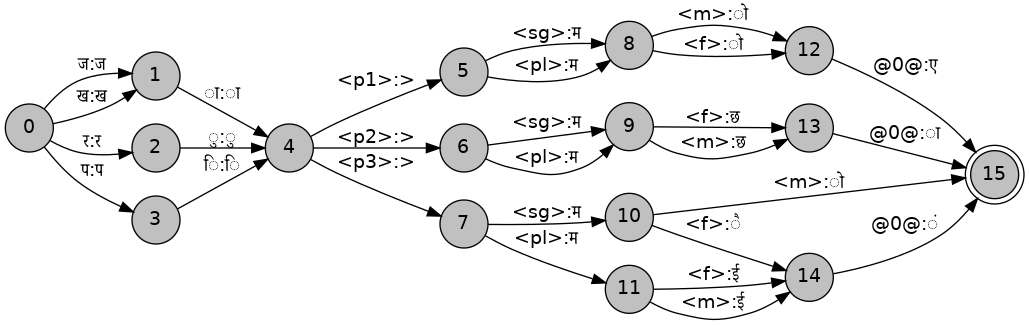 <m>:ो
<sg>:म
8
<f>:ो
12
<pl>:म
@0@:ए
ज:ज
<p1>:>
5
1
ख:ख
ा:ा
<sg>:म
9
<f>:छ
13
0
<pl>:म
<m>:छ
@0@:ा
र:र
ु:ु
<p2>:>
2
4
6
15
प:प
ि:ि
<p3>:>
<m>:ो
3
<sg>:म
10
7
<f>:ै
@0@:ं
<pl>:म
<f>:ई
14
11
<m>:ई